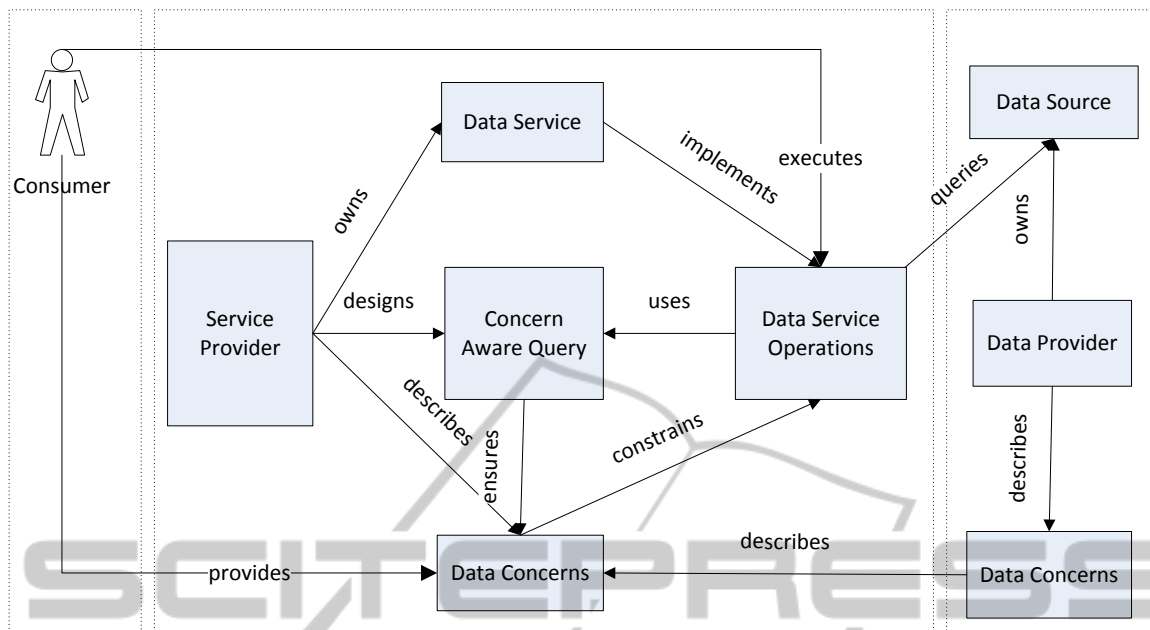 Consumer
Data Service
Data Source
implements
executes
queries
owns
owns
Service
Provider
designs
Concern
Aware Query
uses
Data Service
Operations
Data Provider
describes
ensures
constrains
describes
provides
Data Concerns
describes
Data Concerns
SCITEPRESS